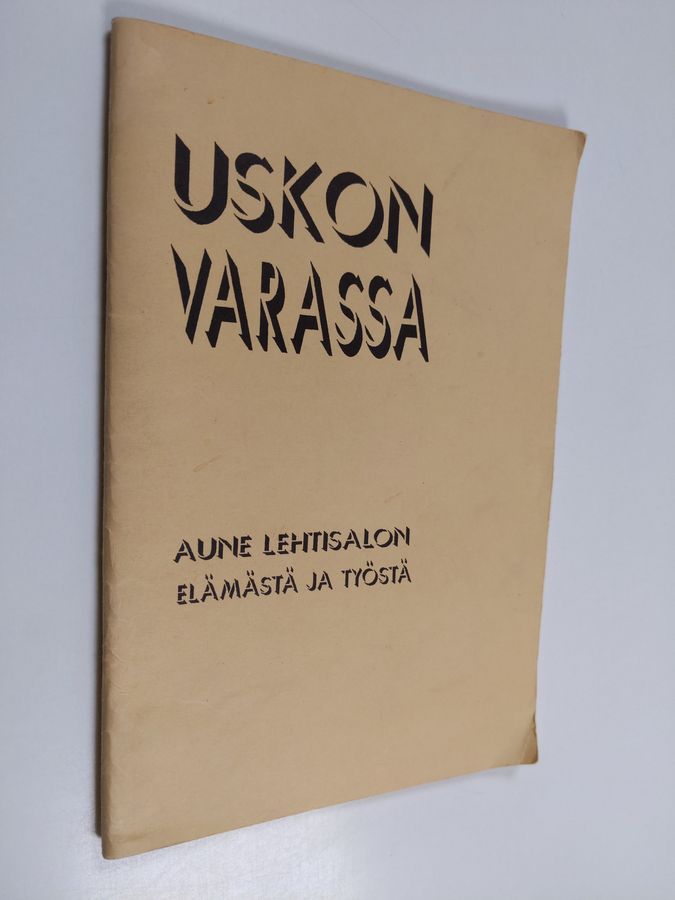 USKON
VARASSA
AUNE LEHTISALON
ELÄMÄSTÄ JA TYÖSTÄ